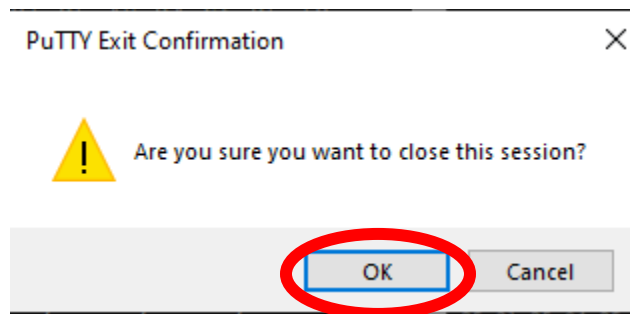 PuTTY Exit Confirmation
Are you sure you want to close this session?
OK Cancel